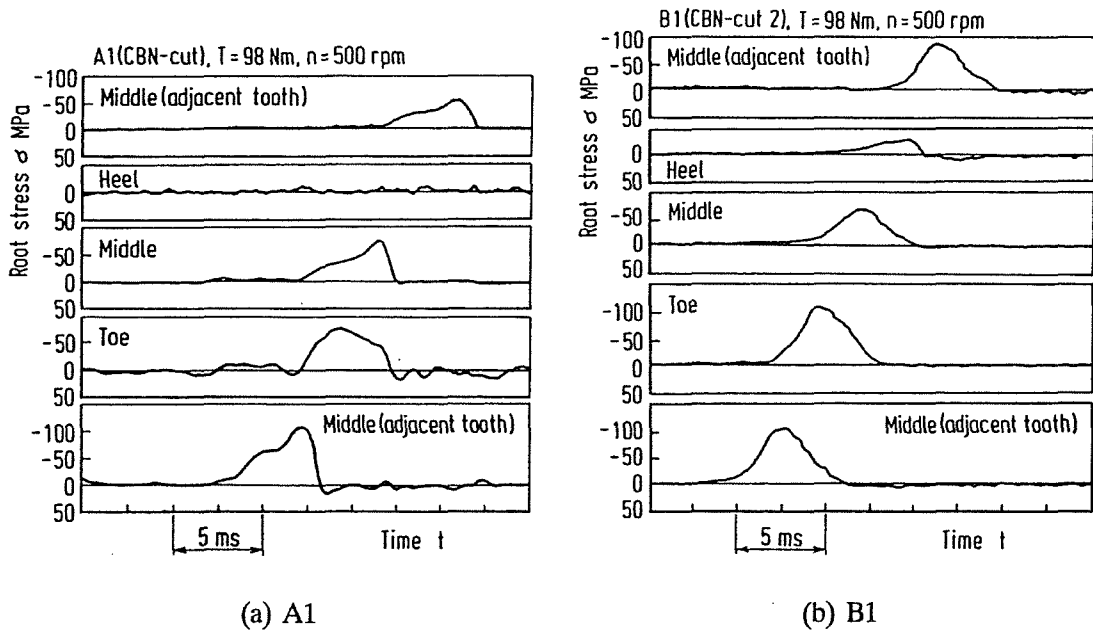 A1(CBN-cut), T = 98 Nm, n = 500 rpm
Root stress σ MPa
-100
-50
0
50
Middle (adjacent tooth)
0
50
Heel
-50
0
50
Middle
-50
0
50
Toe
-100
-50
0
50
Middle (adjacent tooth)
5 ms
Time t
(a) A1
B1(CBN-cut 2), T = 98 Nm, n = 500 rpm
Root stress σ MPa
-100
-50
0
50
Middle (adjacent tooth)
0
50
Heel
-50
0
50
Middle
-100
-50
0
50
Toe
-100
-50
0
50
Middle (adjacent tooth)
5 ms
Time t
(b) B1